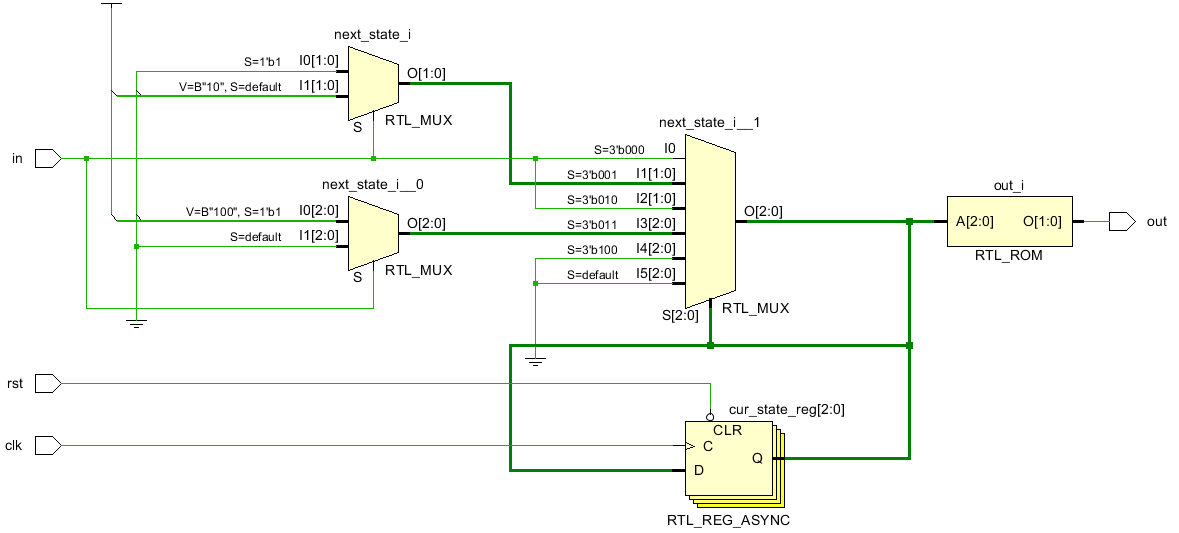 next_state_i
S=1'b1 I0[1:0]
V=B"10", S=default I1[1:0]
O[1:0]
S
RTL_MUX
in
next_state_i__0
V=B"100", S=1'b1 I0[2:0]
S=default I1[2:0]
O[2:0]
S
RTL_MUX
next_state_i__1
S=3'b000 I0
S=3'b001 I1[1:0]
S=3'b010 I2[1:0]
S=3'b011 I3[2:0]
S=3'b100 I4[2:0]
S=default I5[2:0]
O[2:0]
S[2:0]
RTL_MUX
out_i
A[2:0] O[1:0]
RTL_ROM
out
rst
clk
cur_state_reg[2:0]
CLR
C
D
Q
RTL_REG_ASYNC